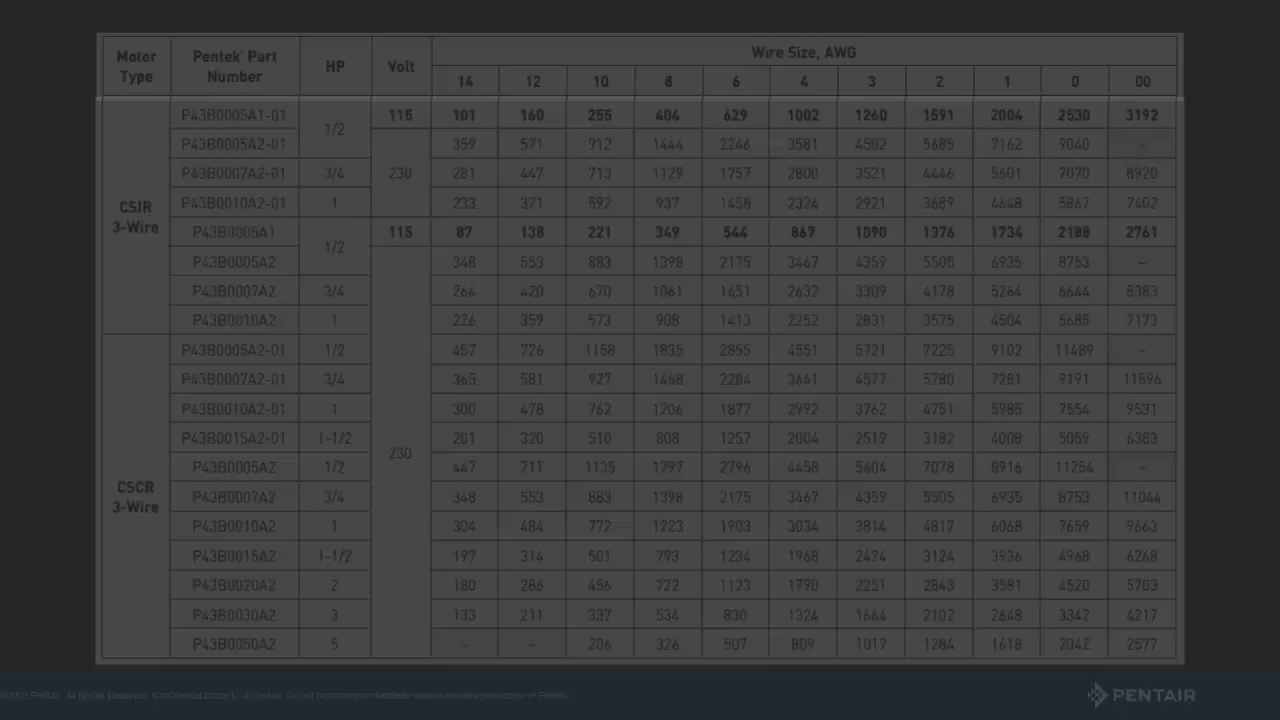 Motor Type Pentek® Part Number HP Volt Wire Size, AWG
14 12 10 8 6 4 3 2 1 0 00
CSIR 3-Wire
P43B0005A1-01 1/2 115 101 160 255 404 629 1002 1260 1591 2004 2530 3192
P43B0005A2-01 230 359 571 912 1444 2246 3581 4502 5685 7162 9040 -
P43B0007A2-01 3/4 281 447 713 1129 1757 2800 3521 4446 5601 7070 8920
P43B0010A2-01 1 233 371 592 937 1458 2324 2921 3689 4648 5867 7402
P43B0005A1 1/2 115 87 138 221 349 544 867 1090 1376 1734 2188 2761
P43B0005A2 230 348 553 883 1398 2175 3467 4359 5505 6935 8753 -
P43B0007A2 3/4 264 420 670 1061 1651 2632 3309 4178 5264 6644 8383
P43B0010A2 1 226 359 573 908 1413 2252 2831 3575 4504 5685 7173
CSCR 3-Wire
P43B0005A2-01 1/2 457 726 1158 1835 2855 4551 5721 7225 9102 11489 -
P43B0007A2-01 3/4 365 581 927 1468 2284 3641 4577 5780 7281 9191 11596
P43B0010A2-01 1 300 478 762 1206 1877 2992 3762 4751 5985 7554 9531
P43B0015A2-01 1-1/2 201 320 510 808 1257 2004 2519 3182 4008 5059 6383
P43B0005A2 1/2 447 711 1135 1797 2796 4458 5604 7078 8916 11254 -
P43B0007A2 3/4 348 553 883 1398 2175 3467 4359 5505 6935 8753 11044
P43B0010A2 1 304 484 772 1223 1903 3034 3814 4817 6068 7659 9663
P43B0015A2 1-1/2 197 314 501 793 1234 1968 2474 3124 3936 4968 6268
P43B0020A2 2 180 286 456 722 1123 1790 2251 2843 3581 4520 5703
P43B0030A2 3 133 211 337 534 830 1324 1664 2102 2648 3342 4217
P43B0050A2 5 - - 206 326 507 809 1017 1284 1618 2042 2577
Pentair. All Rights Reserved. Confidential property of Pentair. Do not
PENTAIR